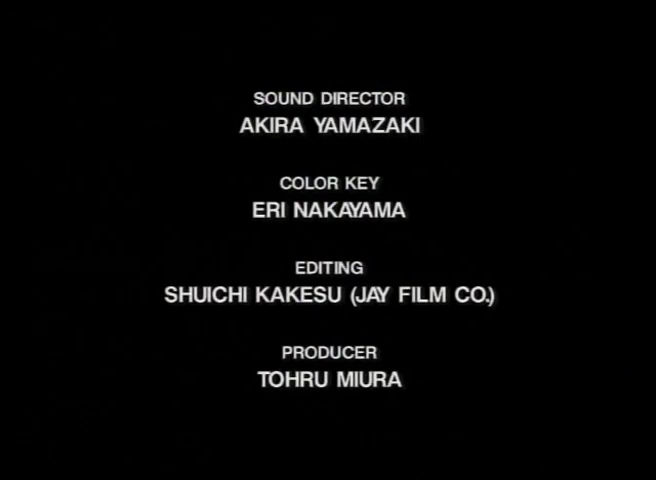 SOUND DIRECTOR
AKIRA YAMAZAKI
COLOR KEY
ERI NAKAYAMA
EDITING
SHUICHI KAKESU (JAY FILM CO.)
PRODUCER
TOHRU MIURA